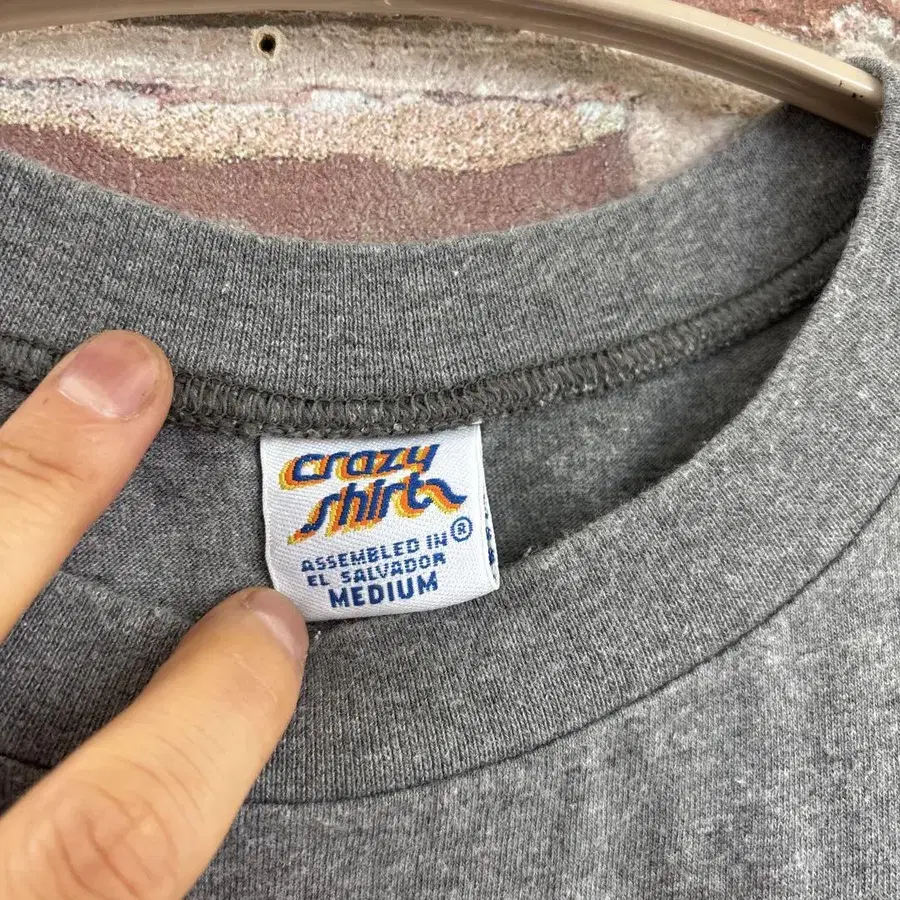 crazy
shirts
®
ASSEMBLED IN
EL SALVADOR
MEDIUM